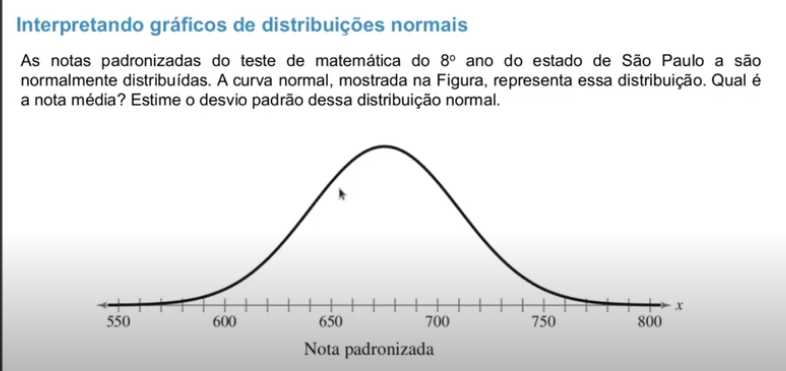 Interpretando gráficos de distribuições normais
As notas padronizadas do teste de matemática do 8º ano do estado de São Paulo a são
normalmente distribuídas. A curva normal, mostrada na Figura, representa essa distribuição. Qual é
a nota média? Estime o desvio padrão dessa distribuição normal.
x
550 600 650 700 750 800
Nota padronizada